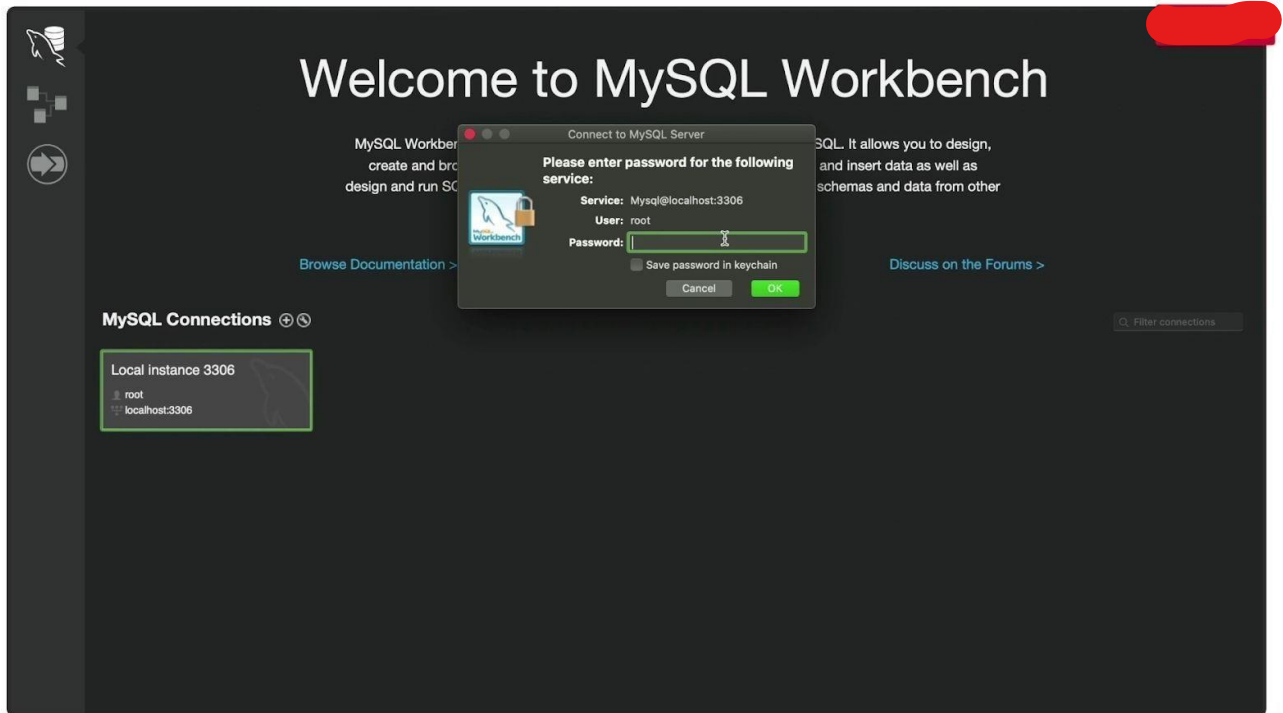 Welcome to MySQL Workbench
MySQL
create and
design and run
SQL. It allows you to design,
and insert data as well as
schemas and data from other
Connect to MySQL Server
Please enter password for the following
service:
Service: Mysql@localhost:3306
User: root
Password:
Save password in keychain
Cancel OK
Workbench
Browse Documentation >
Discuss on the Forums >
MySQL Connections
Filter connections
Local instance 3306
root
localhost:3306